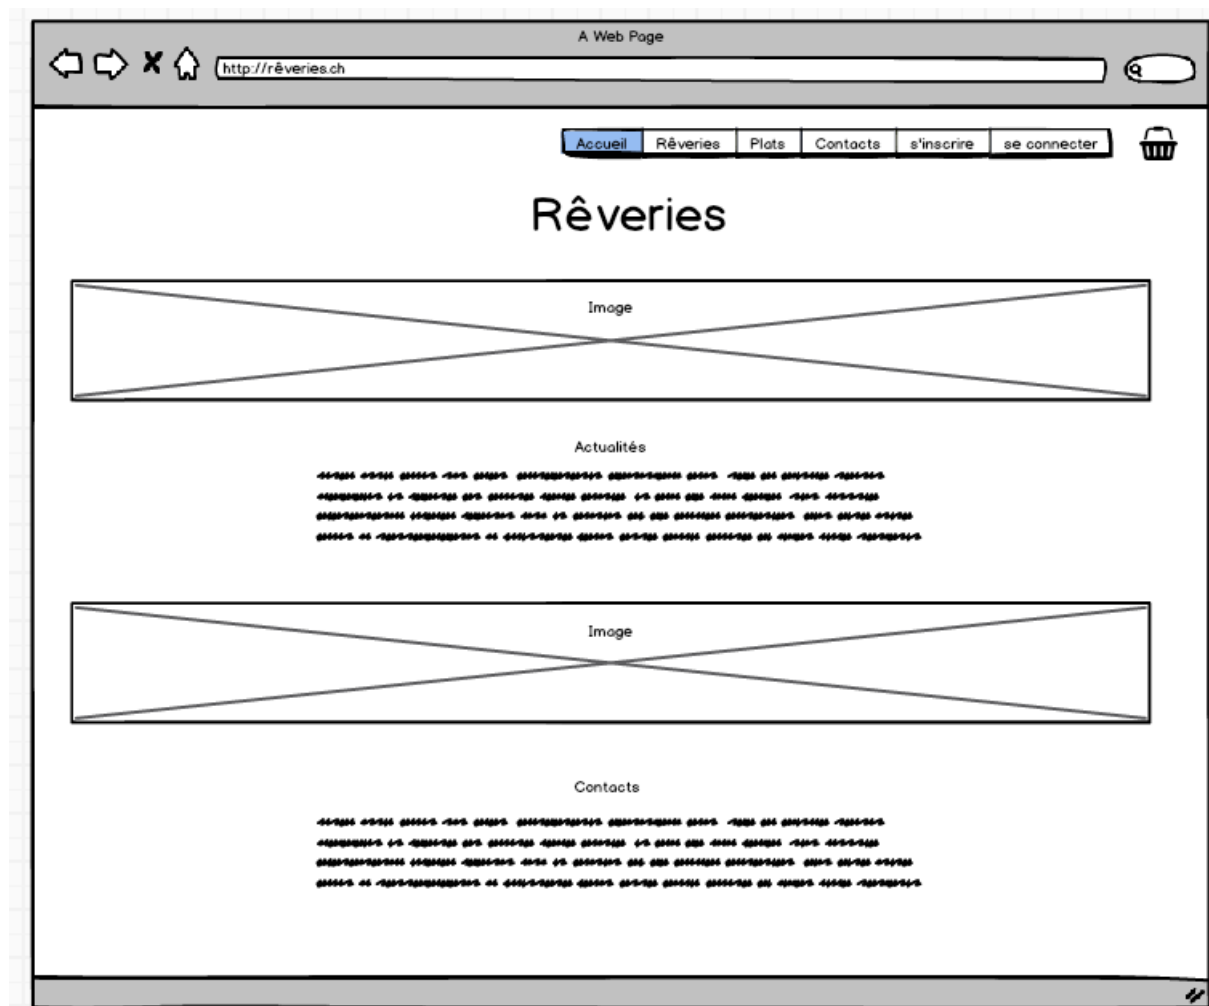 A Web Page
http://rêveries.ch
Accueil Rêveries Plats Contacts s'inscrire se connecter
Rêveries
Image
Actualités
Image
Contacts